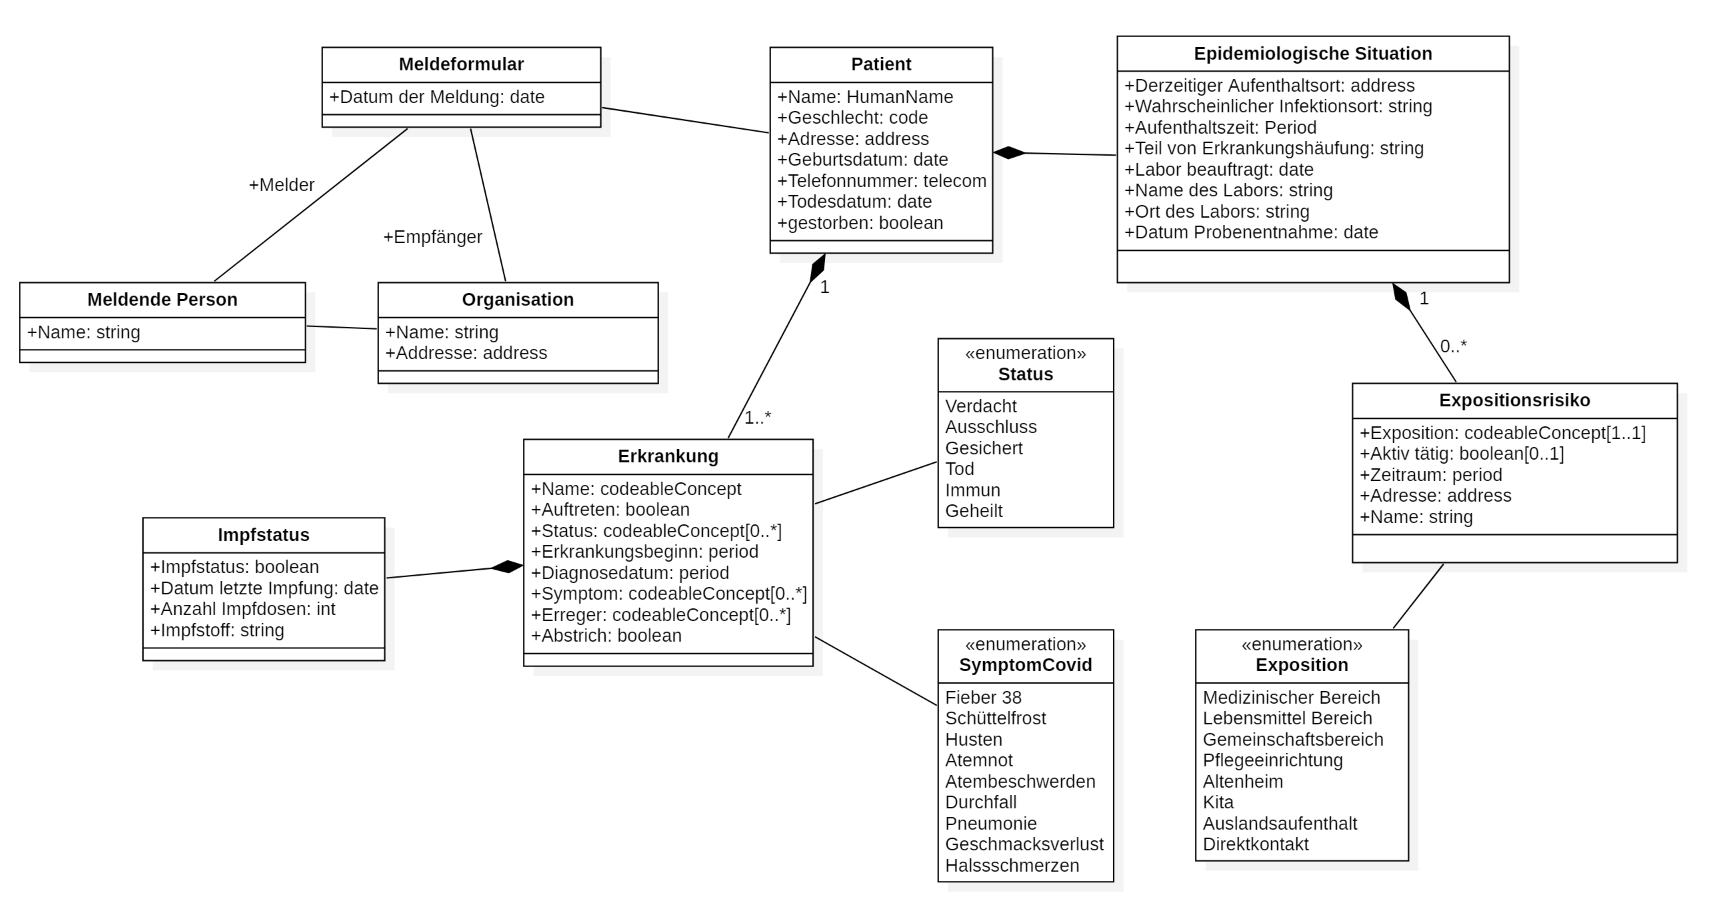 Meldeformular
+Datum der Meldung: date
Patient
+Name: HumanName
+Geschlecht: code
+Adresse: address
+Geburtsdatum: date
+Telefonnummer: telecom
+Todesdatum: date
+gestorben: boolean
Epidemiologische Situation
+Derzeitiger Aufenthaltsort: address
+Wahrscheinlicher Infektionsort: string
+Aufenthaltszeit: Period
+Teil von Erkrankungshäufung: string
+Labor beauftragt: date
+Name des Labors: string
+Ort des Labors: string
+Datum Probenentnahme: date
+Melder
+Empfänger
Meldende Person
+Name: string
Organisation
+Name: string
+Addresse: address
1
1..*
1
0..*
«enumeration»
Status
Verdacht
Ausschluss
Gesichert
Tod
Immun
Geheilt
Expositionsrisiko
+Exposition: codeableConcept[1..1]
+Aktiv tätig: boolean[0..1]
+Zeitraum: period
+Adresse: address
+Name: string
Erkrankung
+Name: codeableConcept
+Auftreten: boolean
+Status: codeableConcept[0..*]
+Erkrankungsbeginn: period
+Diagnosedatum: period
+Symptom: codeableConcept[0..*]
+Erreger: codeableConcept[0..*]
+Abstrich: boolean
Impfstatus
+Impfstatus: boolean
+Datum letzte Impfung: date
+Anzahl Impfdosen: int
+Impfstoff: string
«enumeration»
SymptomCovid
Fieber 38
Schüttelfrost
Husten
Atemnot
Atembeschwerden
Durchfall
Pneumonie
Geschmacksverlust
Halssschmerzen
«enumeration»
Exposition
Medizinischer Bereich
Lebensmittel Bereich
Gemeinschaftsbereich
Pflegeeinrichtung
Altenheim
Kita
Auslandsaufenthalt
Direktkontakt